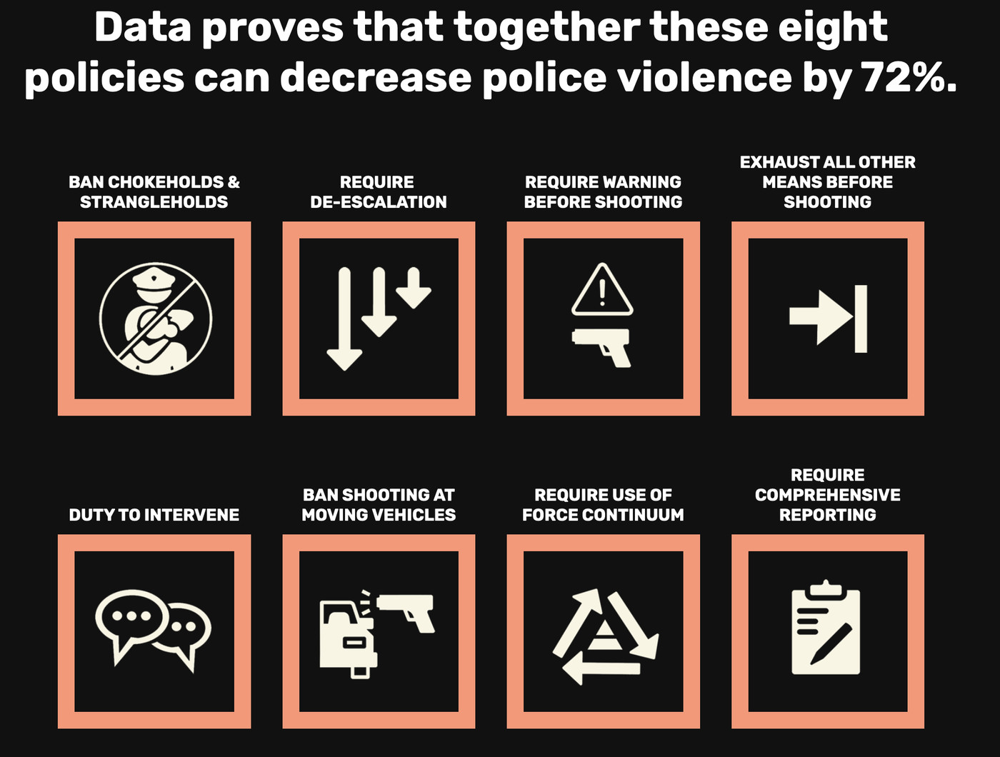 Data proves that together these eight
policies can decrease police violence by 72%.
BAN CHOKEHOLDS &
STRANGLEHOLDS
REQUIRE
DE-ESCALATION
REQUIRE WARNING
BEFORE SHOOTING
EXHAUST ALL OTHER
MEANS BEFORE
SHOOTING
DUTY TO INTERVENE
BAN SHOOTING AT
MOVING VEHICLES
REQUIRE USE OF
FORCE CONTINUUM
REQUIRE
COMPREHENSIVE
REPORTING